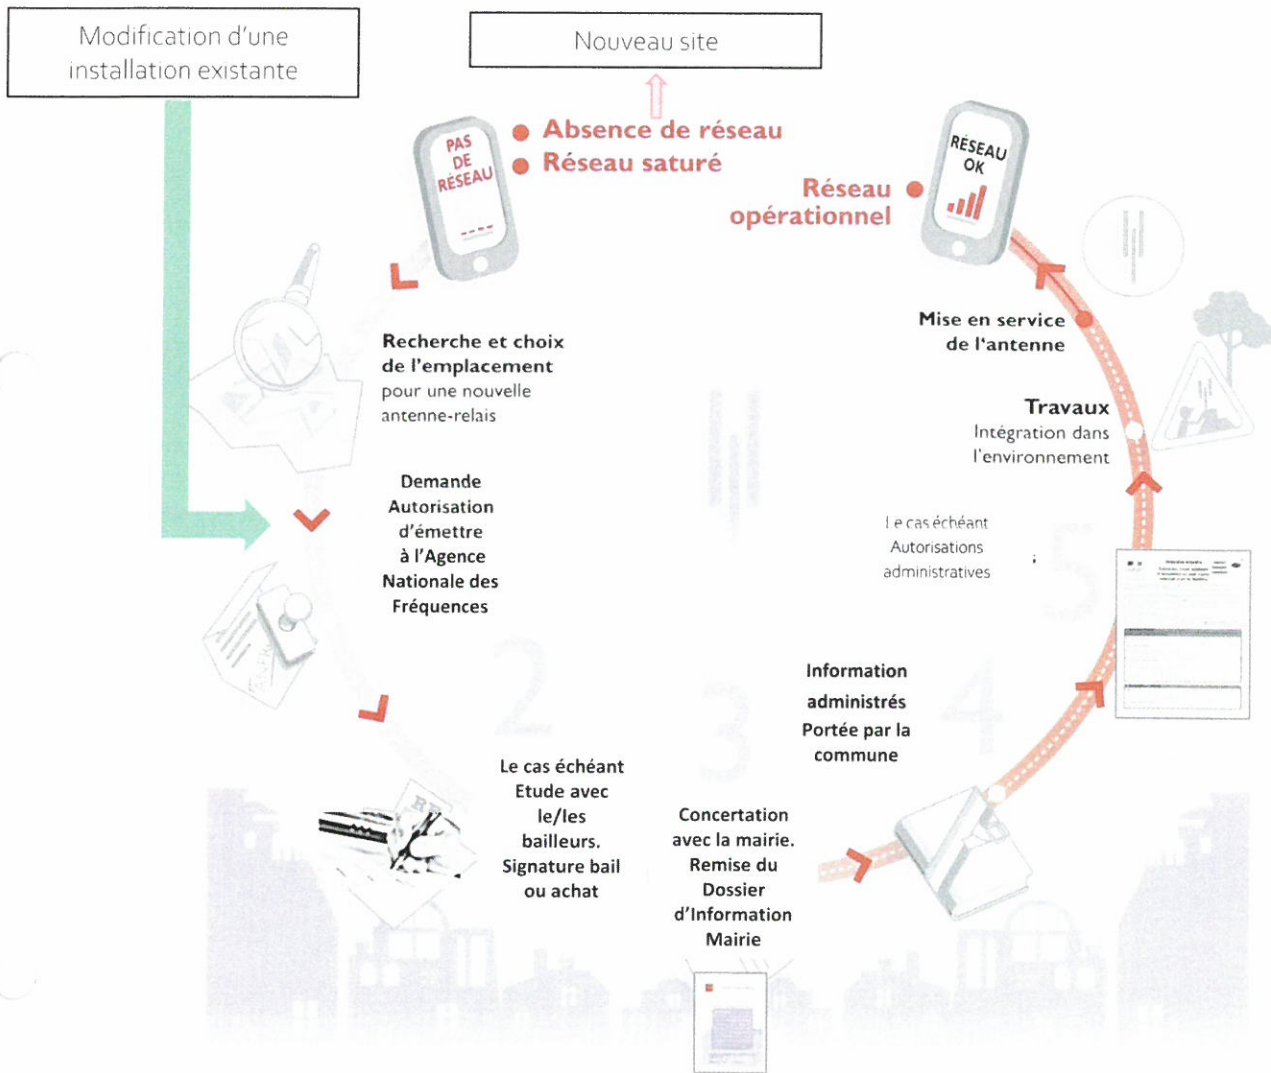 Modification d'une
installation existante
Nouveau site
PAS
DE
RÉSEAU
Absence de réseau
Réseau saturé
Réseau
opérationnel
RÉSEAU
OK
Recherche et choix
de l'emplacement
pour une nouvelle
antenne-relais
Mise en service
de l'antenne
Travaux
Intégration dans
l'environnement
Demande
Autorisation
d'émettre
à l'Agence
Nationale des
Fréquences
Le cas échéant
Autorisations
administratives
;
5
2
3
4
Information
administrés
Portée par la
commune
Le cas échéant
Etude avec
le/les
bailleurs.
Signature bail
ou achat
Concertation
avec la mairie.
Remise du
Dossier
d'Information
Mairie